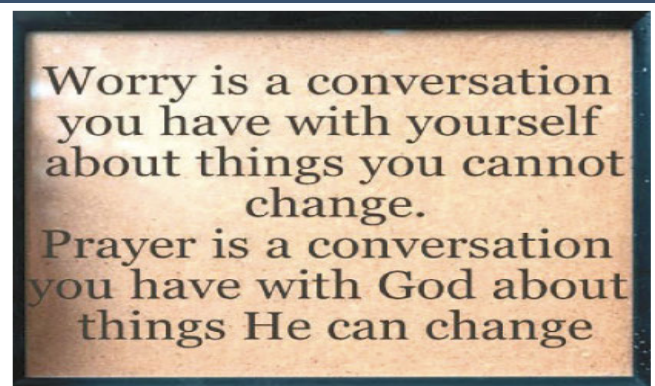 Worry is a conversation
you have with yourself
about things you cannot
change.
Prayer is a conversation
you have with God about
things He can change